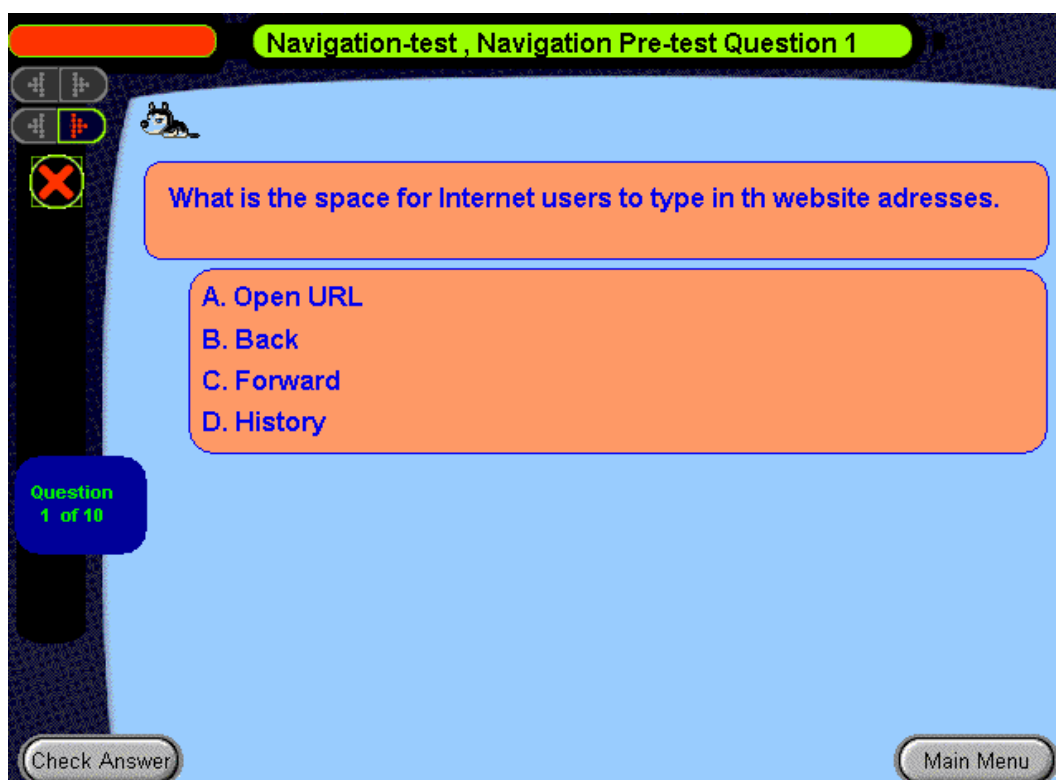 Navigation-test , Navigation Pre-test Question 1
What is the space for Internet users to type in th website adresses.
A. Open URL
B. Back
C. Forward
D. History
Question
1 of 10
Check Answer
Main Menu